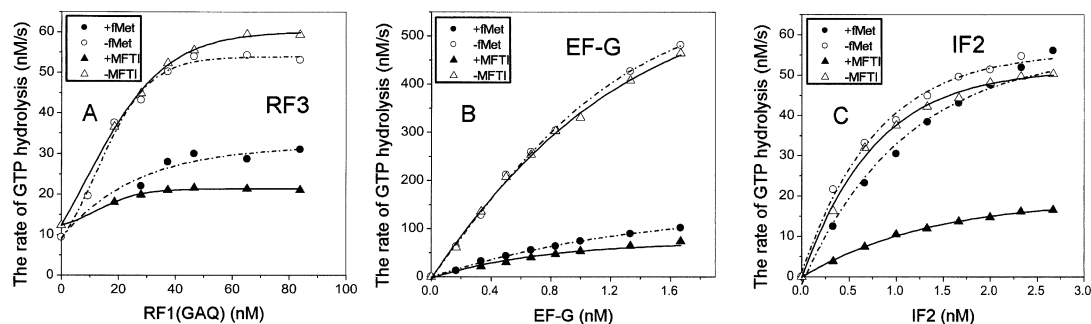 The rate of GTP hydrolysis (nM/s)
60
50
40
30
20
10
0
+fMet
-fMet
+MFTI
-MFTI
A
RF3
0 20 40 60 80 100
RF1(GAQ) (nM)
The rate of GTP hydrolysis (nM/s)
500
400
300
200
100
0
+fMet
-fMet
+MFTI
-MFTI
EF-G
B
0.0 0.4 0.8 1.2 1.6
EF-G (nM)
The rate of GTP hydrolysis (nM/s)
60
50
40
30
20
10
0
+fMet
-fMet
+MFTI
-MFTI
IF2
C
0.0 0.5 1.0 1.5 2.0 2.5 3.0
IF2 (nM)